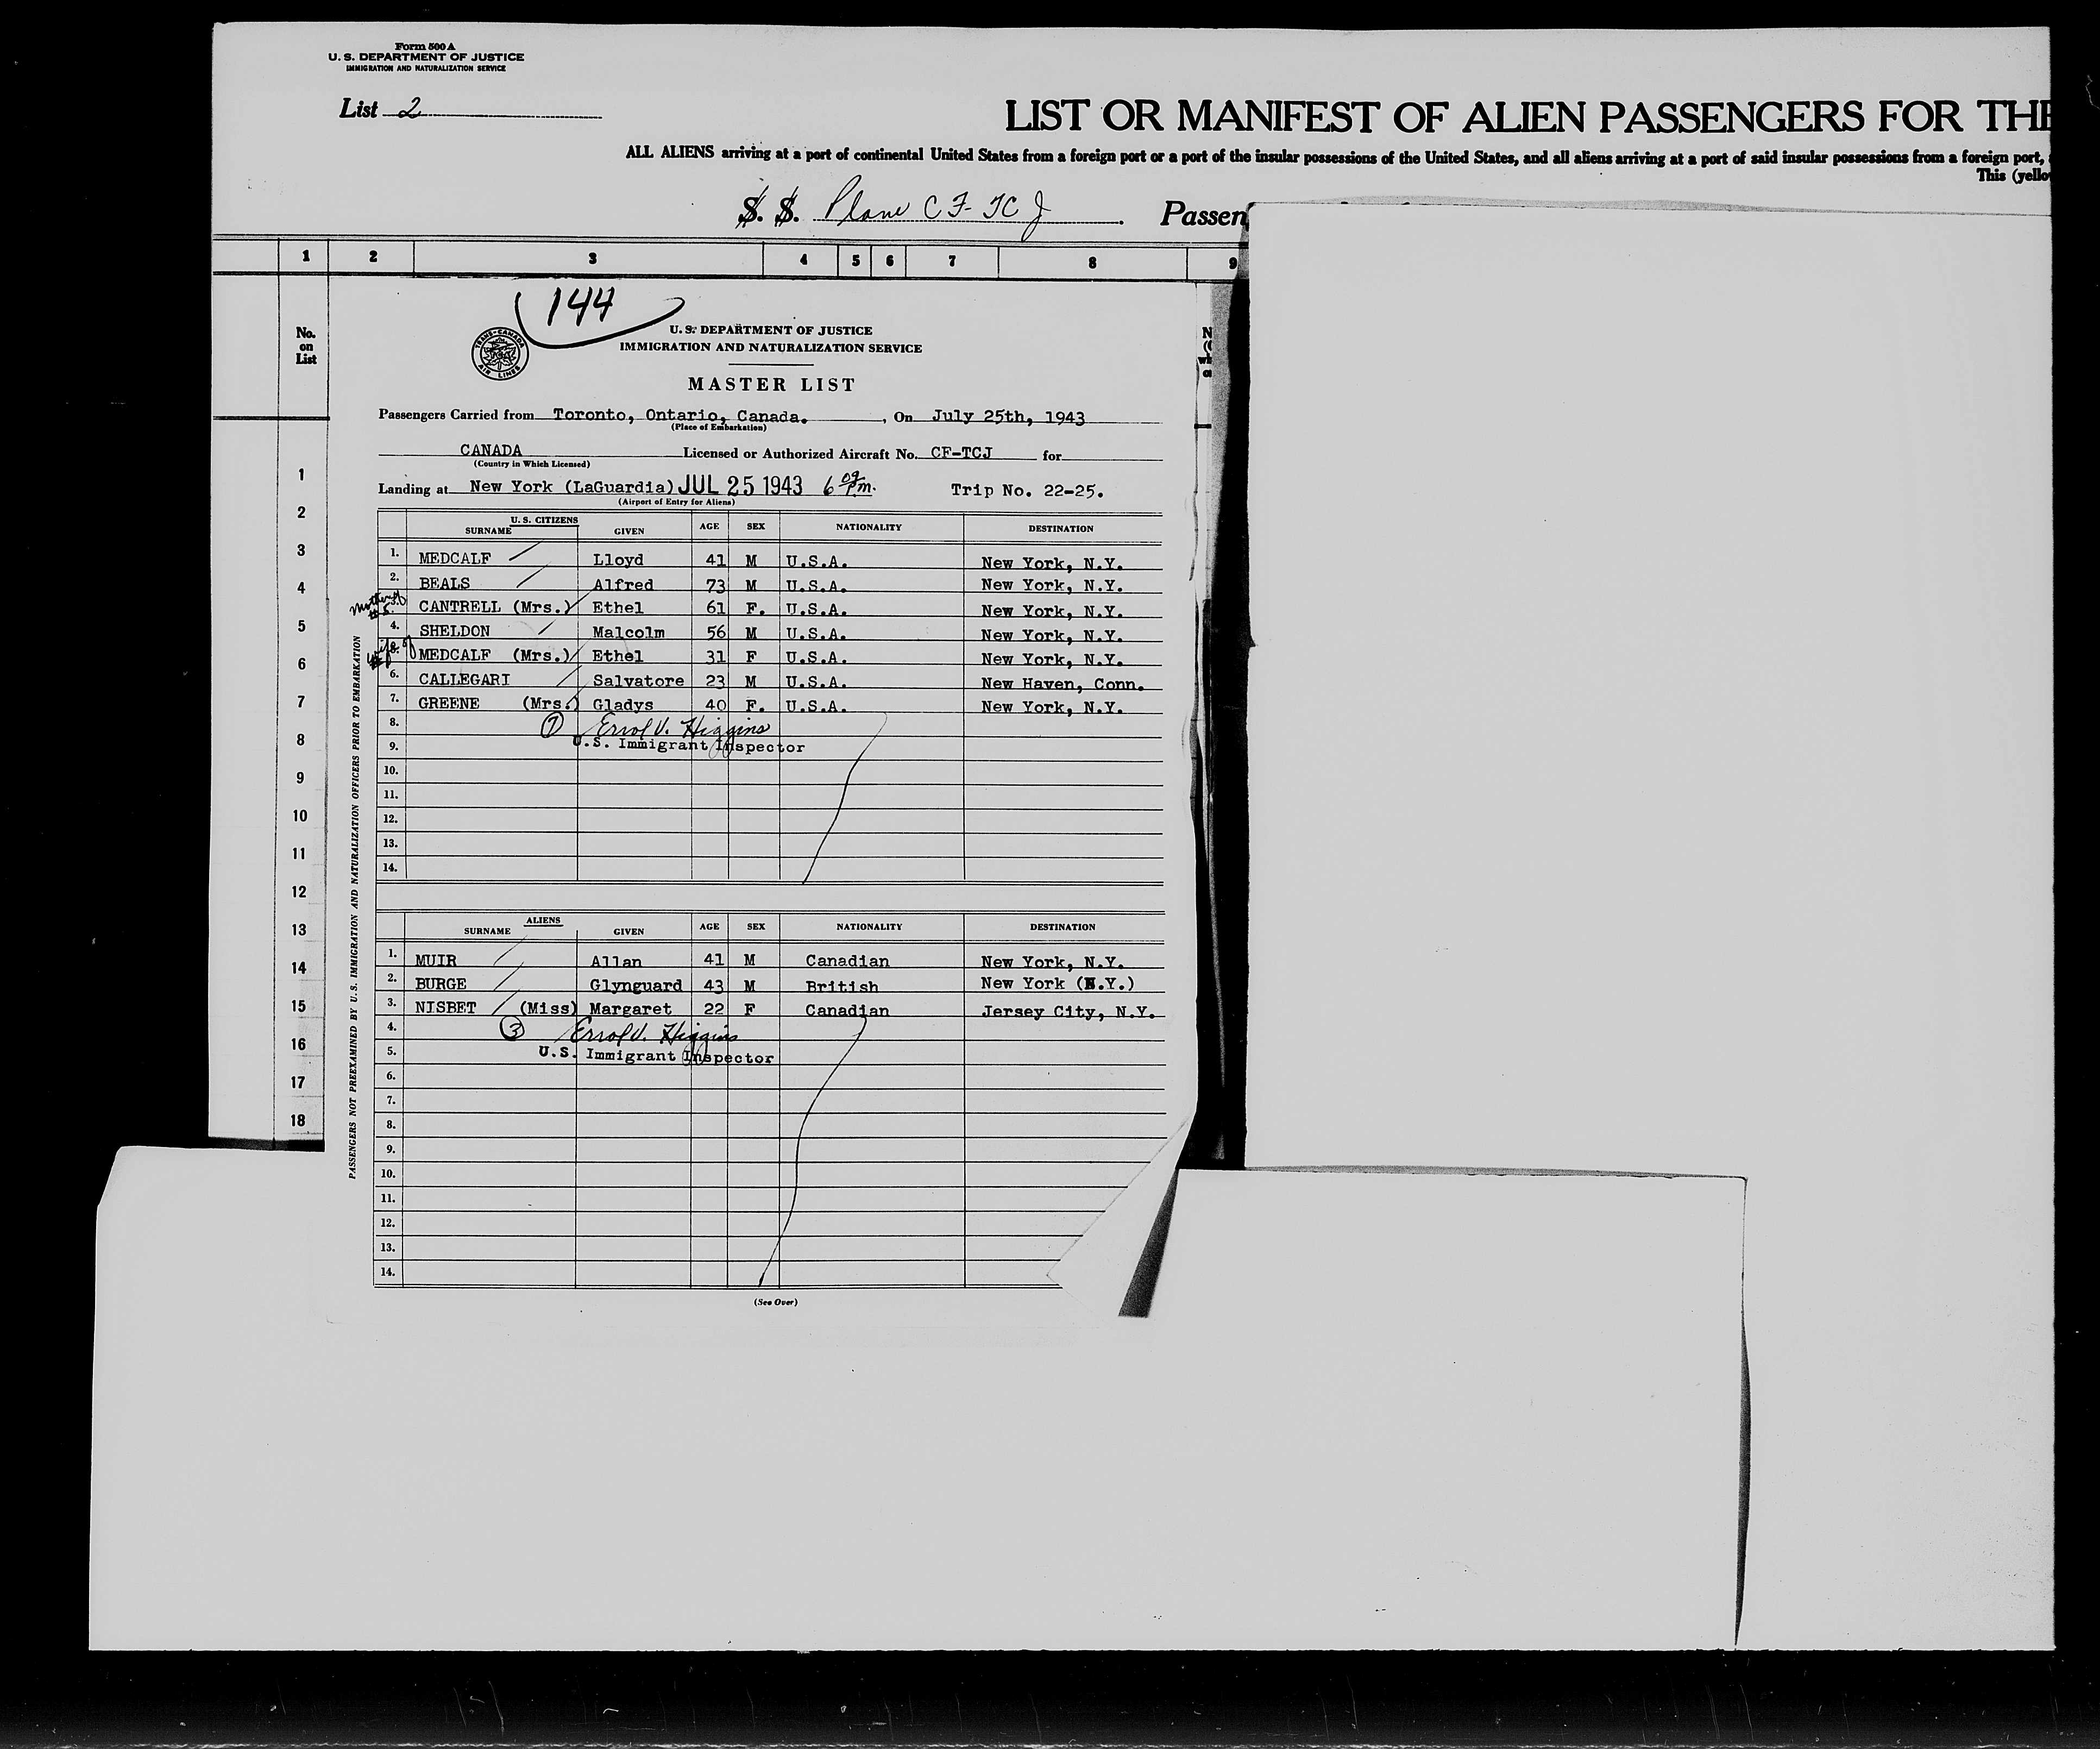 Form 500 A
U. S. DEPARTMENT OF JUSTICE
IMMIGRATION AND NATURALIZATION SERVICE
List 2
LIST OR MANIFEST OF ALIEN PASSENGERS FOR THE
ALL ALIENS arriving at a port of continental United States from a foreign port or a port of the insular possessions of the United States, and all aliens arriving at a port of said insular possessions from a foreign port,
This (yello
S. S. Plane CF-TCJ Passen
1 2 3 4 5 6 7 8 9
No. on List
1
2
3
4
5
6
7
8
9
10
11
12
13
14
15
16
17
18
144
TRANS-CANADA AIR LINES
U. S. DEPARTMENT OF JUSTICE
IMMIGRATION AND NATURALIZATION SERVICE
MASTER LIST
Passengers Carried from Toronto, Ontario, Canada. , On July 25th, 1943
(Place of Embarkation)
CANADA Licensed or Authorized Aircraft No. CF-TCJ for
(Country in Which Licensed)
Landing at New York (LaGuardia) JUL 25 1943 6 09 P.m. Trip No. 22-25.
(Airport of Entry for Aliens)
U. S. CITIZENS
SURNAME GIVEN AGE SEX NATIONALITY DESTINATION
1. MEDCALF Lloyd 41 M U.S.A. New York, N.Y.
2. BEALS Alfred 73 M U.S.A. New York, N.Y.
Mother of #5. 3. CANTRELL (Mrs.) Ethel 61 F. U.S.A. New York, N.Y.
4. SHELDON Malcolm 56 M U.S.A. New York, N.Y.
wife of #1 5. MEDCALF (Mrs.) Ethel 31 F U.S.A. New York, N.Y.
6. CALLEGARI Salvatore 23 M U.S.A. New Haven, Conn.
7. GREENE (Mrs.) Gladys 40 F. U.S.A. New York, N.Y.
8. 7 Errol V. Higgins
9. U.S. Immigrant Inspector
10.
11.
12.
13.
14.
ALIENS
SURNAME GIVEN AGE SEX NATIONALITY DESTINATION
1. MUIR Allan 41 M Canadian New York, N.Y.
2. BURGE Glynguard 43 M British New York (N.Y.)
3. NISBET (Miss) Margaret 22 F Canadian Jersey City, N.Y.
4. 3 Errol V. Higgins
5. U.S. Immigrant Inspector
6.
7.
8.
9.
10.
11.
12.
13.
14.
(See Over)
PASSENGERS NOT PREEXAMINED BY U.S. IMMIGRATION AND NATURALIZATION OFFICERS PRIOR TO EMBARKATION